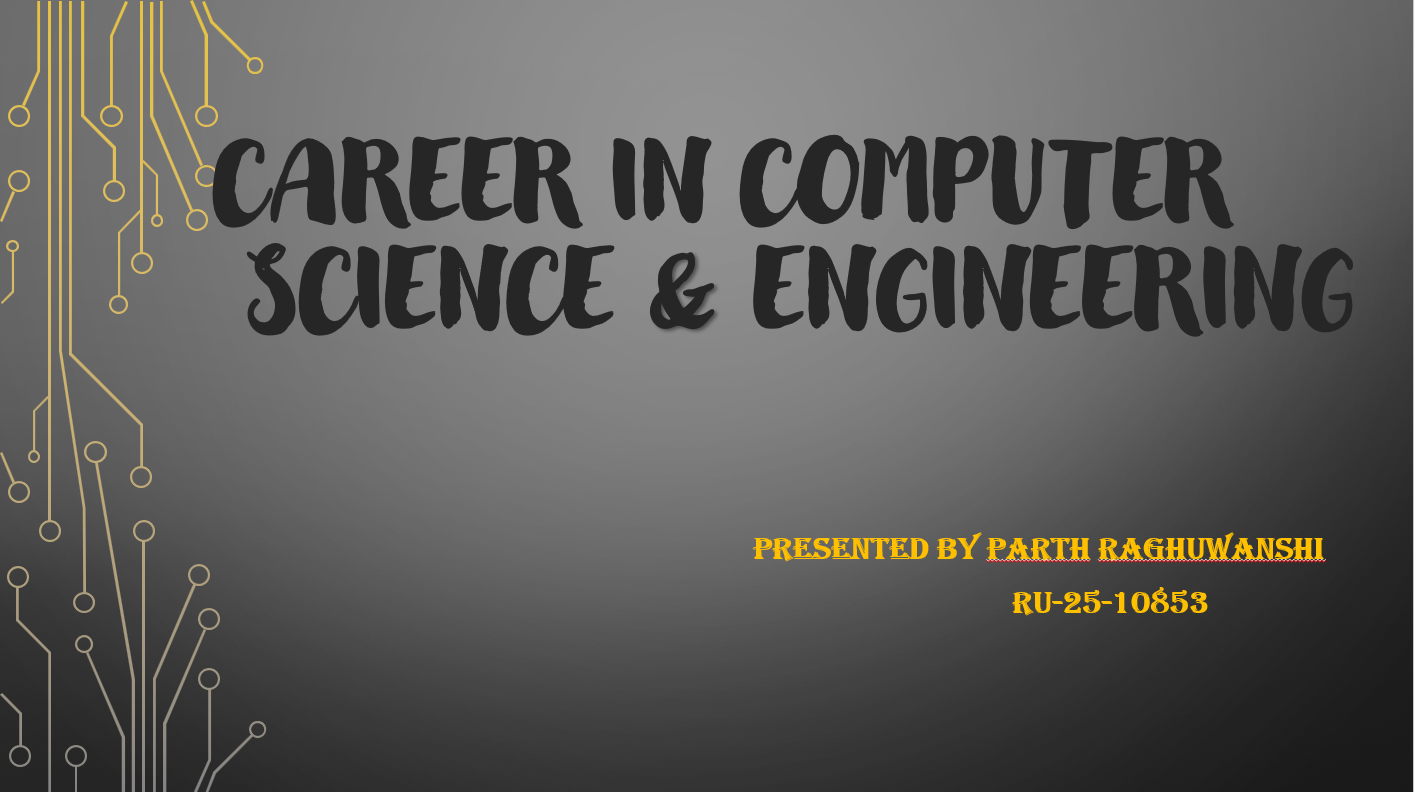 CAREER IN COMPUTER
SCIENCE & ENGINEERING
PRESENTED BY PARTH RAGHUWANSHI
RU-25-10853